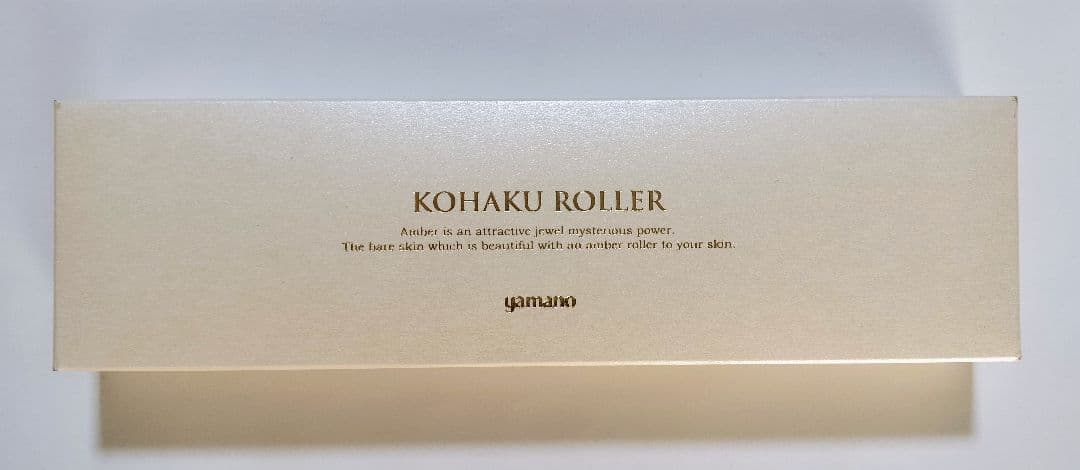 KOHAKU ROLLER
Amber is an attractive jewel mysterious power.
The bare skin which is beautiful with an amber roller to your skin.
yamano